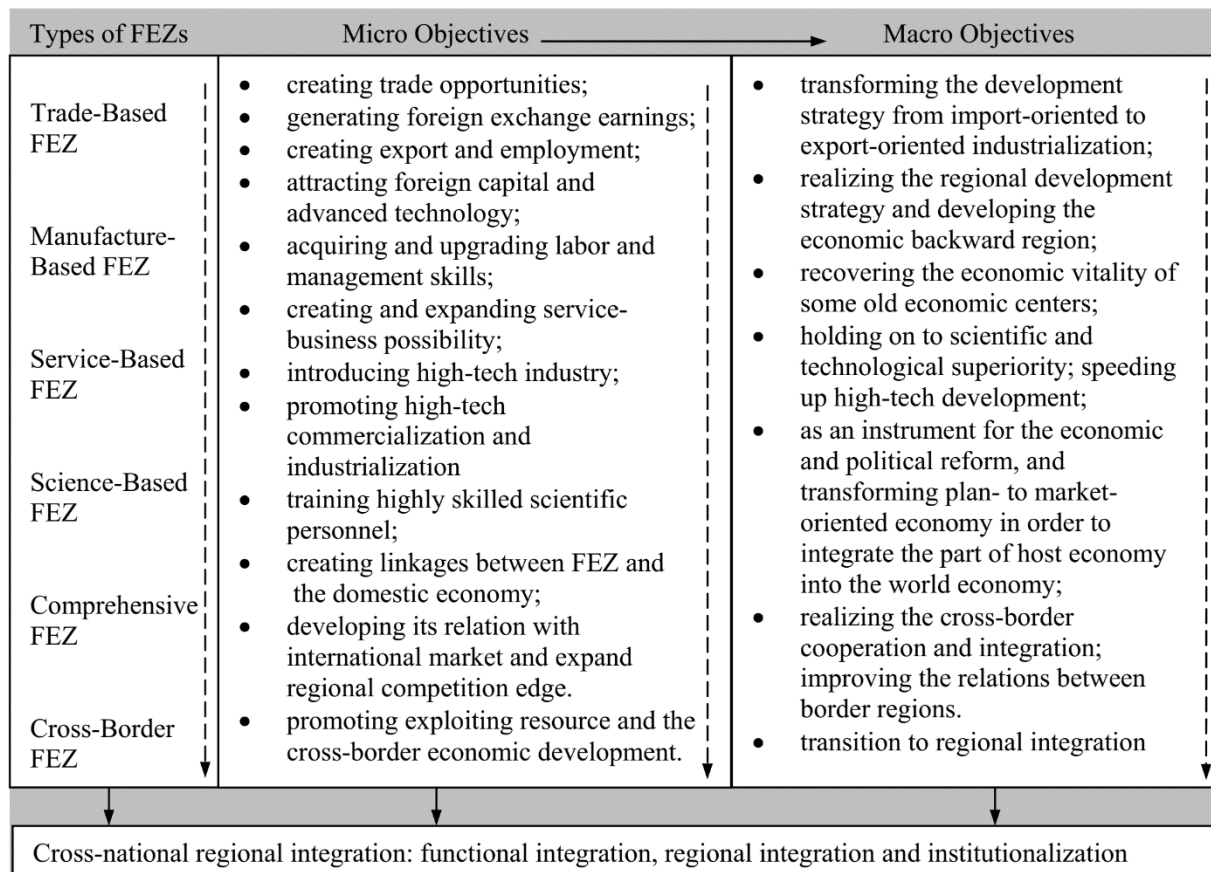 Types of FEZs
Micro Objectives
Macro Objectives
Trade-Based
FEZ
Manufacture-
Based FEZ
Service-Based
FEZ
Science-Based
FEZ
Comprehensive
FEZ
Cross-Border
FEZ
• creating trade opportunities;
• generating foreign exchange earnings;
• creating export and employment;
• attracting foreign capital and
advanced technology;
• acquiring and upgrading labor and
management skills;
• creating and expanding service-
business possibility;
• introducing high-tech industry;
• promoting high-tech
commercialization and
industrialization
• training highly skilled scientific
personnel;
• creating linkages between FEZ and
the domestic economy;
• developing its relation with
international market and expand
regional competition edge.
• promoting exploiting resource and the
cross-border economic development.
• transforming the development
strategy from import-oriented to
export-oriented industrialization;
• realizing the regional development
strategy and developing the
economic backward region;
• recovering the economic vitality of
some old economic centers;
• holding on to scientific and
technological superiority; speeding
up high-tech development;
• as an instrument for the economic
and political reform, and
transforming plan- to market-
oriented economy in order to
integrate the part of host economy
into the world economy;
• realizing the cross-border
cooperation and integration;
improving the relations between
border regions.
• transition to regional integration
Cross-national regional integration: functional integration, regional integration and institutionalization